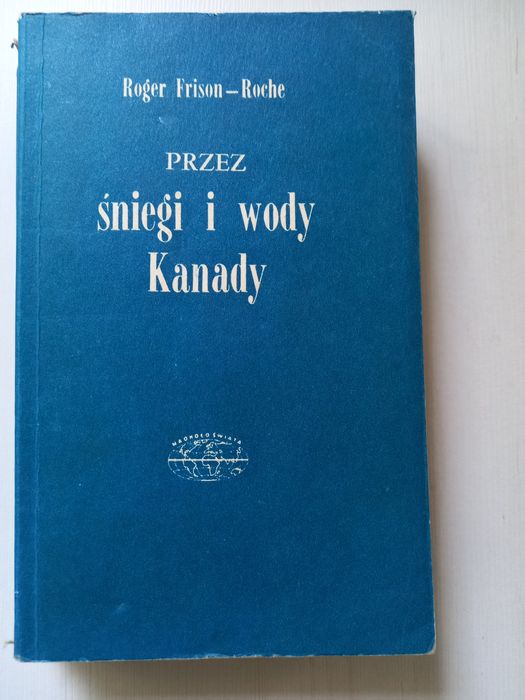 Roger Frison–Roche
PRZEZ
śniegi i wody
Kanady
NAOKOŁO ŚWIATA